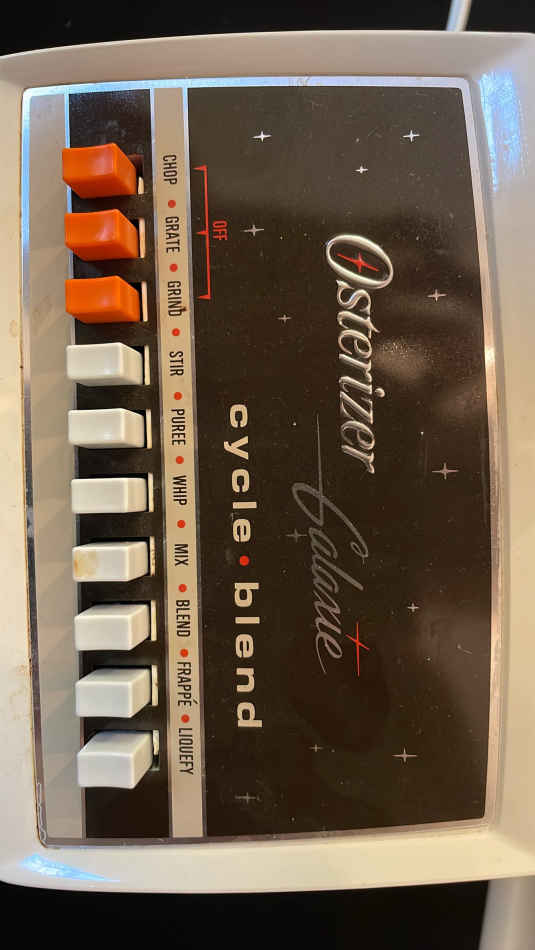 Osterizer
Galaxie
cycle • blend
OFF
CHOP • GRATE • GRIND • STIR • PUREE • WHIP • MIX • BLEND • FRAPPÉ • LIQUEFY